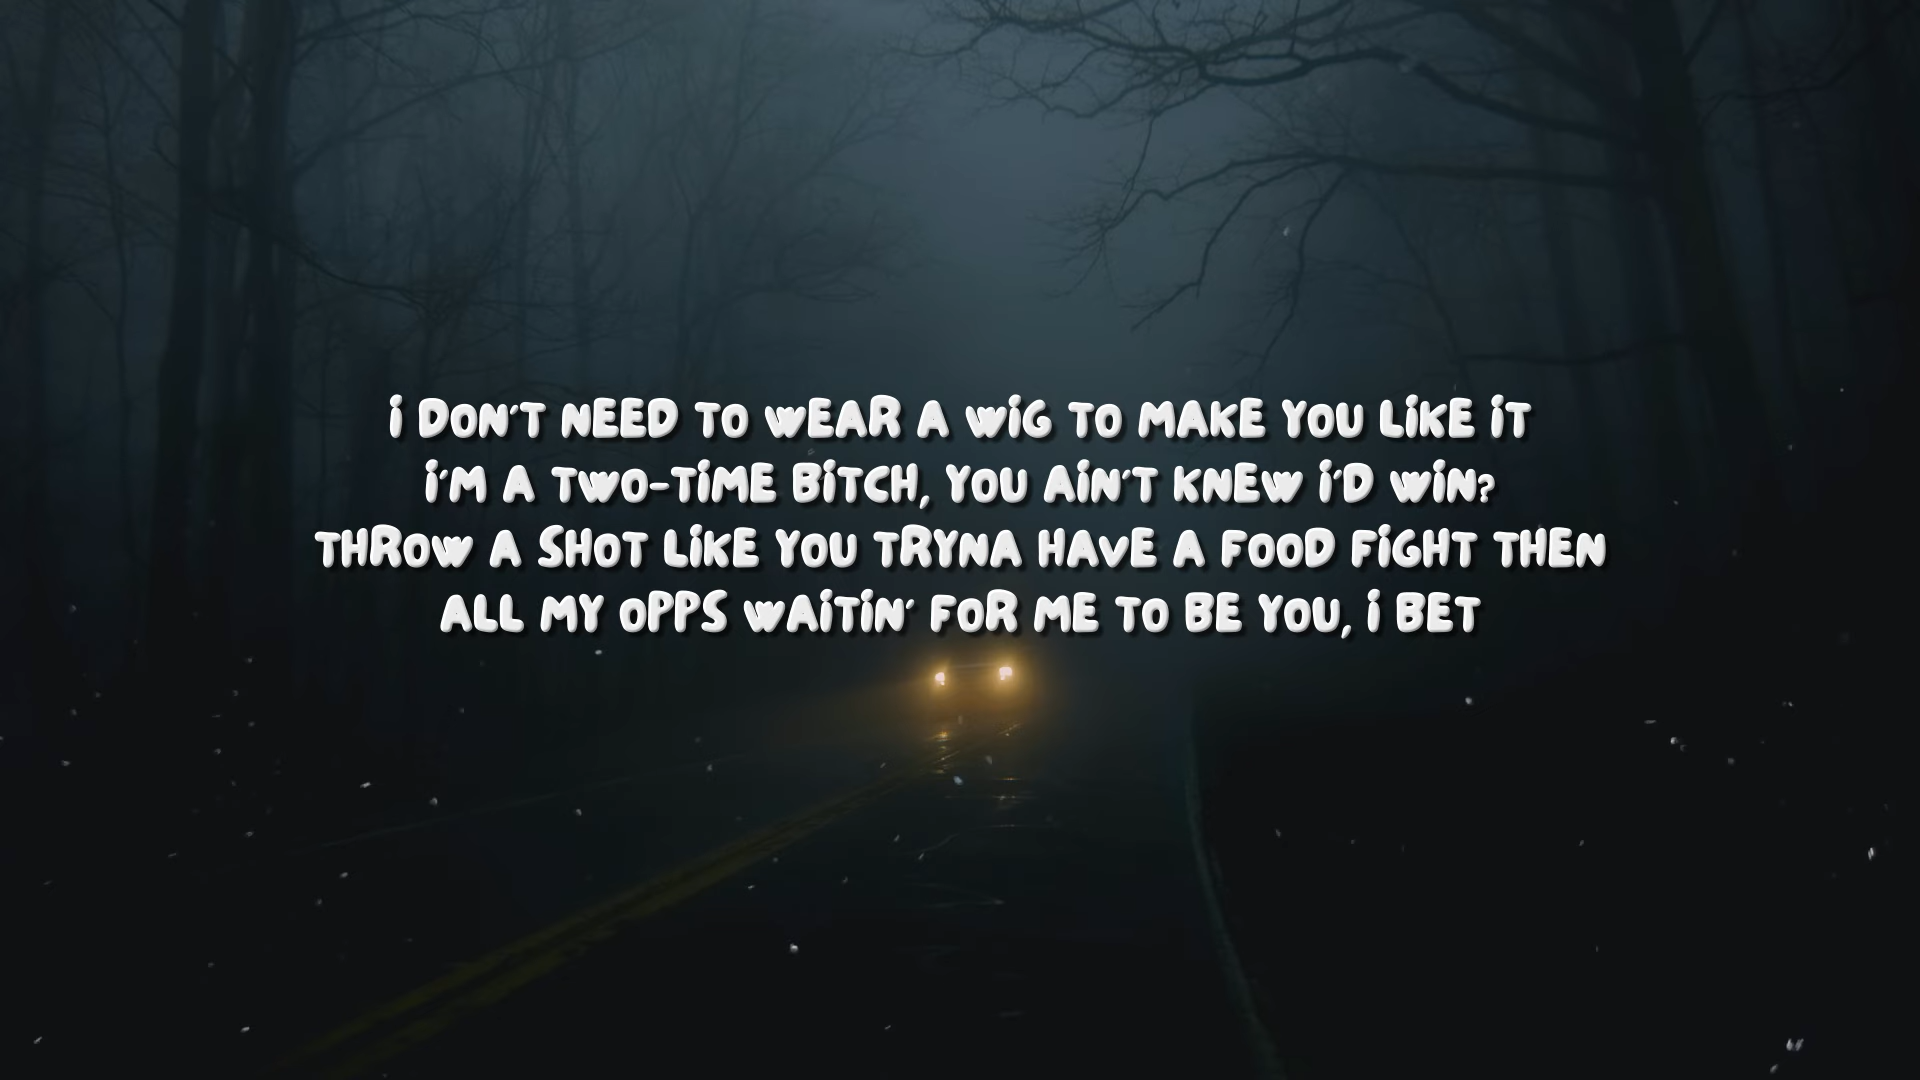 I DON'T NEED TO WEAR A WIG TO MAKE YOU LIKE IT
I'M A TWO-TIME BITCH, YOU AIN'T KNEW I'D WIN?
THROW A SHOT LIKE YOU TRYNA HAVE A FOOD FIGHT THEN
ALL MY OPPS WAITIN' FOR ME TO BE YOU, I BET